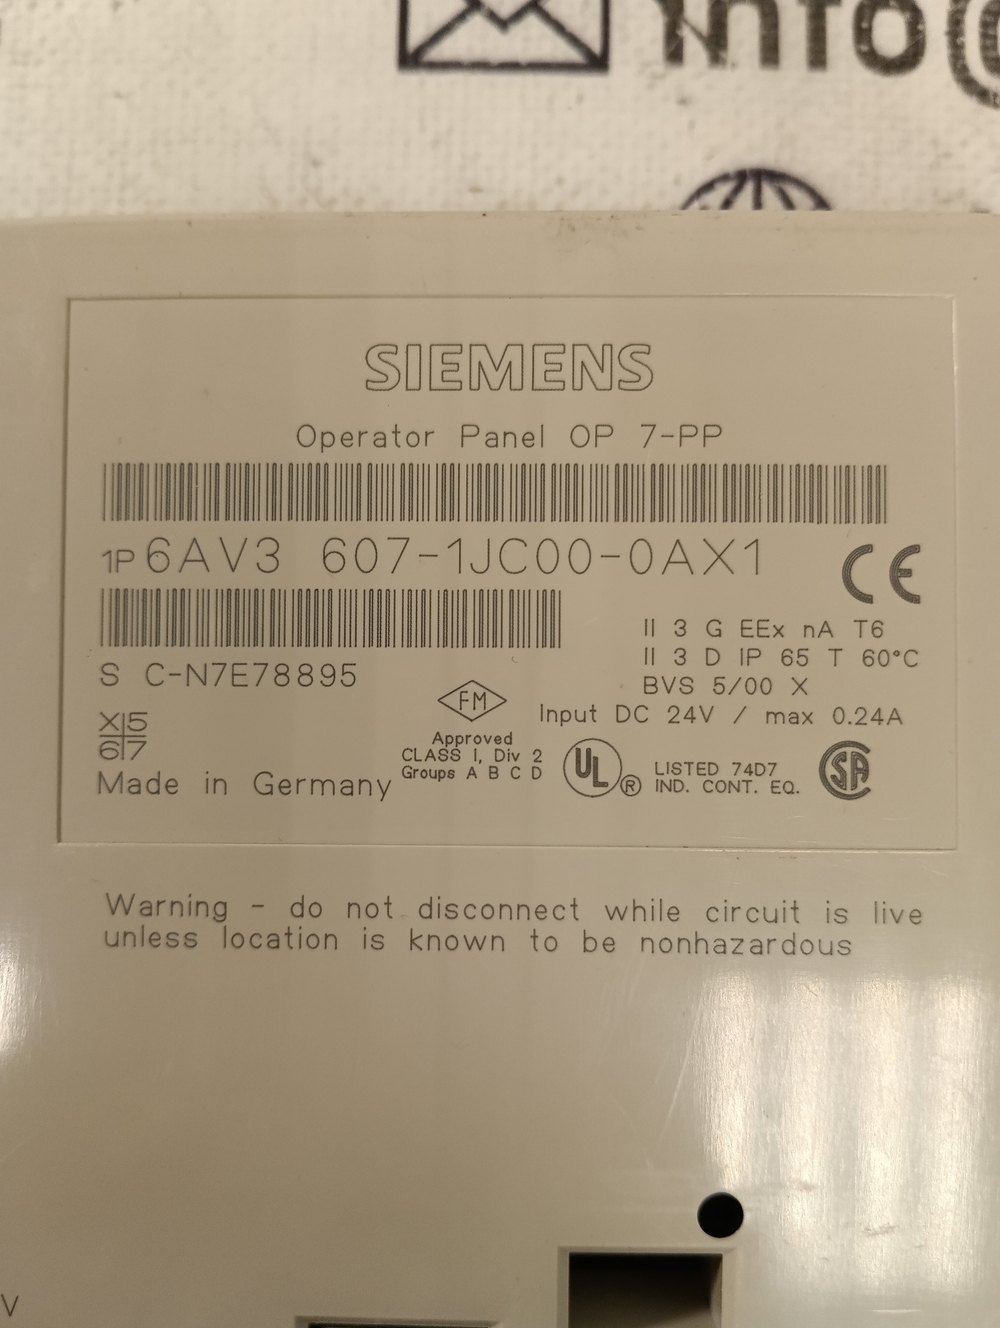 info@
SIEMENS
Operator Panel OP 7-PP
1P 6AV3 607-1JC00-0AX1
CE
S C-N7E78895
II 3 G EEx nA T6
II 3 D IP 65 T 60°C
BVS 5/00 X
Input DC 24V / max 0.24A
X 5
6 7
Made in Germany
FM
Approved
CLASS I, Div 2
Groups A B C D
UL ®
LISTED 74D7
IND. CONT. EQ.
SA
Warning - do not disconnect while circuit is live
unless location is known to be nonhazardous
V